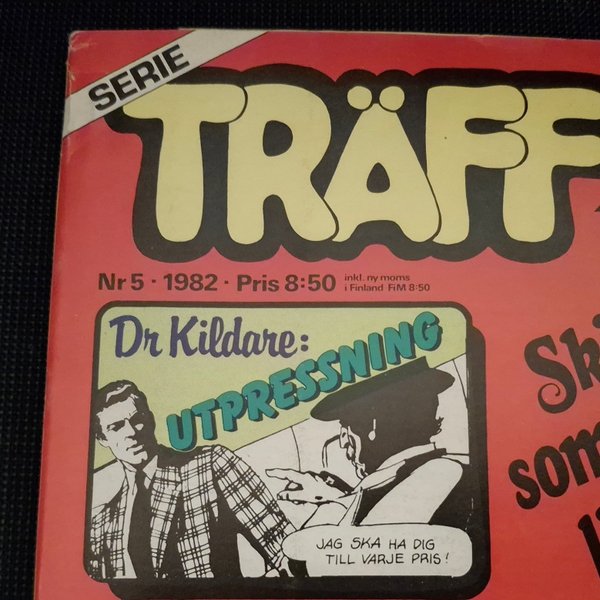 SERIE
TRÄFF
Nr 5 · 1982 · Pris 8:50 inkl. ny moms
i Finland FiM 8:50
Dr Kildare:
UTPRESSNING
som
JAG SKA HA DIG
TILL VARJE PRIS!